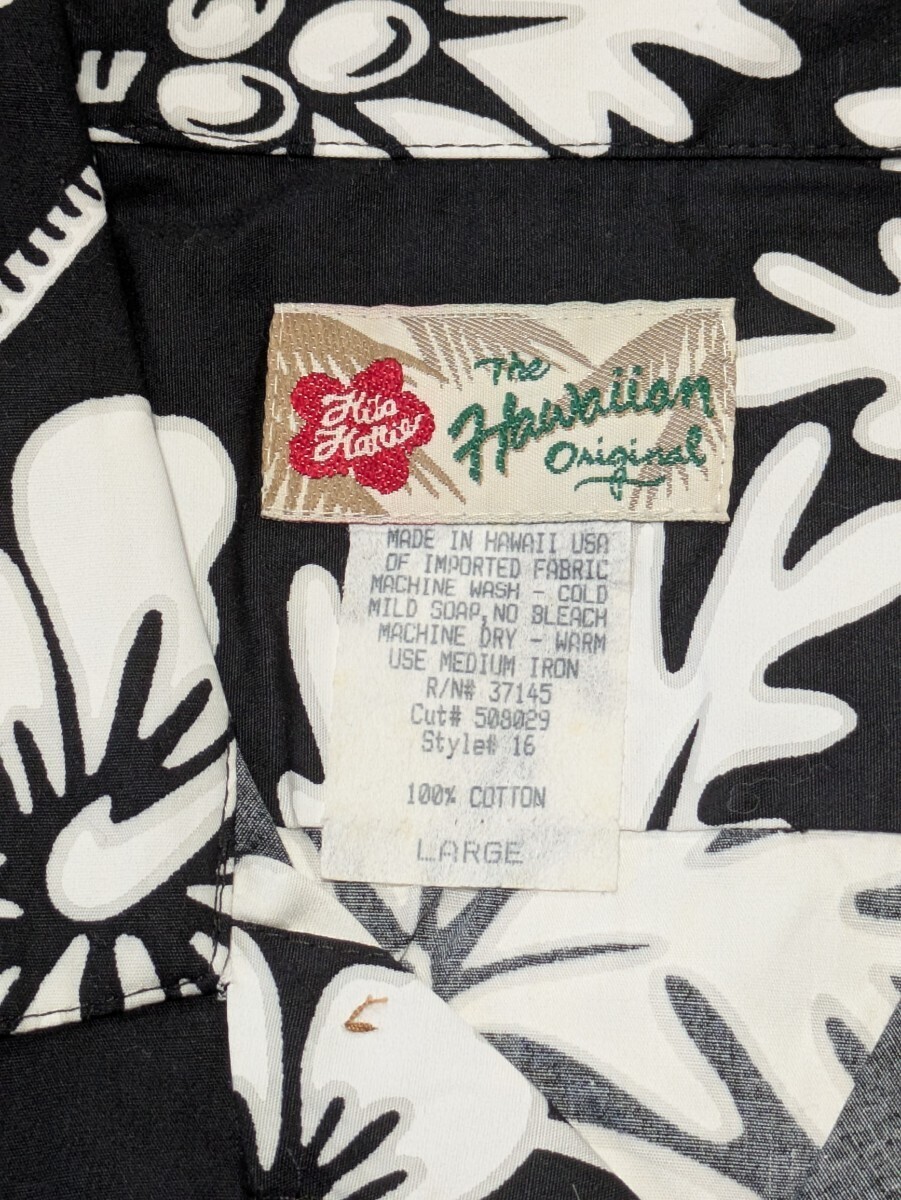 Hilo
Hattie
The
Hawaiian
Original
MADE IN HAWAII USA
OF IMPORTED FABRIC
MACHINE WASH - COLD
MILD SOAP, NO BLEACH
MACHINE DRY - WARM
USE MEDIUM IRON
R/N# 37145
Cut# 508029
Style# 16
100% COTTON
LARGE